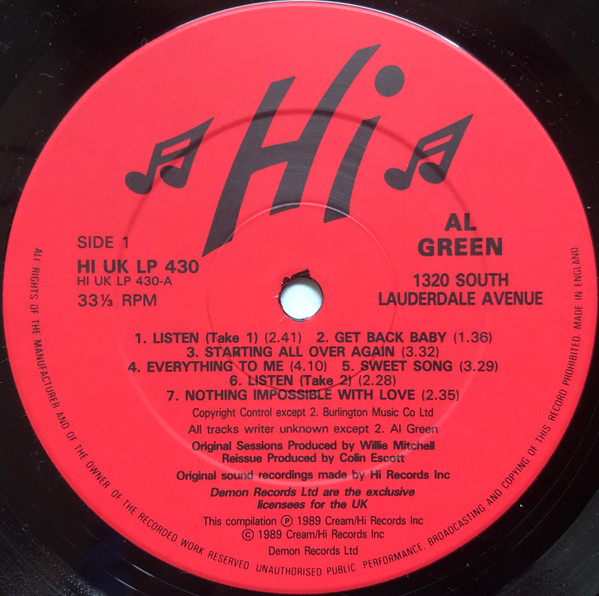 Hi
SIDE 1
HI UK LP 430
HI UK LP 430-A
33⅓ RPM
AL
GREEN
1320 SOUTH
LAUDERDALE AVENUE
1. LISTEN (Take 1) (2.41) 2. GET BACK BABY (1.36)
3. STARTING ALL OVER AGAIN (3.32)
4. EVERYTHING TO ME (4.10) 5. SWEET SONG (3.29)
6. LISTEN (Take 2) (2.28)
7. NOTHING IMPOSSIBLE WITH LOVE (2.35)
Copyright Control except 2. Burlington Music Co Ltd
All tracks writer unknown except 2. Al Green
Original Sessions Produced by Willie Mitchell
Reissue Produced by Colin Escott
Original sound recordings made by Hi Records Inc
Demon Records Ltd are the exclusive
licensees for the UK
This compilation ℗ 1989 Cream/Hi Records Inc
© 1989 Cream/Hi Records Inc
Demon Records Ltd
ALL RIGHTS OF THE MANUFACTURER AND OF THE OWNER OF THE RECORDED WORK RESERVED. UNAUTHORISED PUBLIC PERFORMANCE, BROADCASTING AND COPYING OF THIS RECORD PROHIBITED. MADE IN ENGLAND